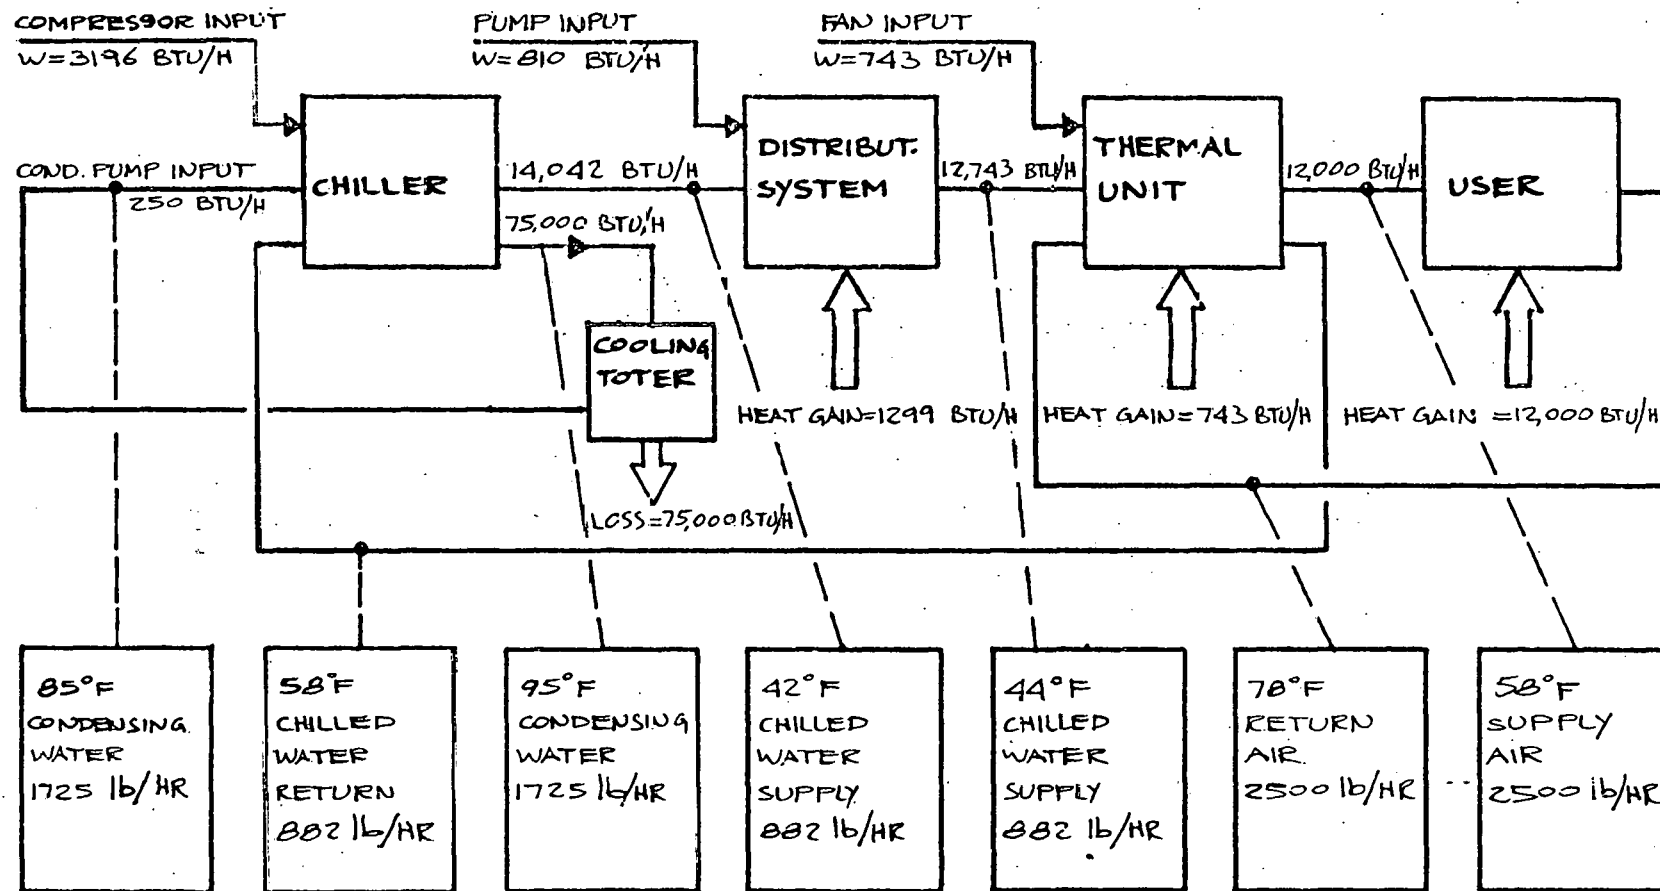 COMPRESSOR INPUT
W=3196 BTU/H
PUMP INPUT
W=810 BTU/H
FAN INPUT
W=743 BTU/H
COND. PUMP INPUT
250 BTU/H
CHILLER
14,042 BTU/H
75,000 BTU/H
DISTRIBUT.
SYSTEM
12,743 BTU/H
THERMAL
UNIT
12,000 BTU/H
USER
COOLING
TOTER
HEAT GAIN=1299 BTU/H
HEAT GAIN=743 BTU/H
HEAT GAIN =12,000 BTU/H
LOSS=75,000 BTU/H
85°F
CONDENSING
WATER
1725 lb/HR
58°F
CHILLED
WATER
RETURN
882 lb/HR
95°F
CONDENSING
WATER
1725 lb/HR
42°F
CHILLED
WATER
SUPPLY
882 lb/HR
44°F
CHILLED
WATER
SUPPLY
882 lb/HR
78°F
RETURN
AIR
2500 lb/HR
58°F
SUPPLY
AIR
2500 lb/HR